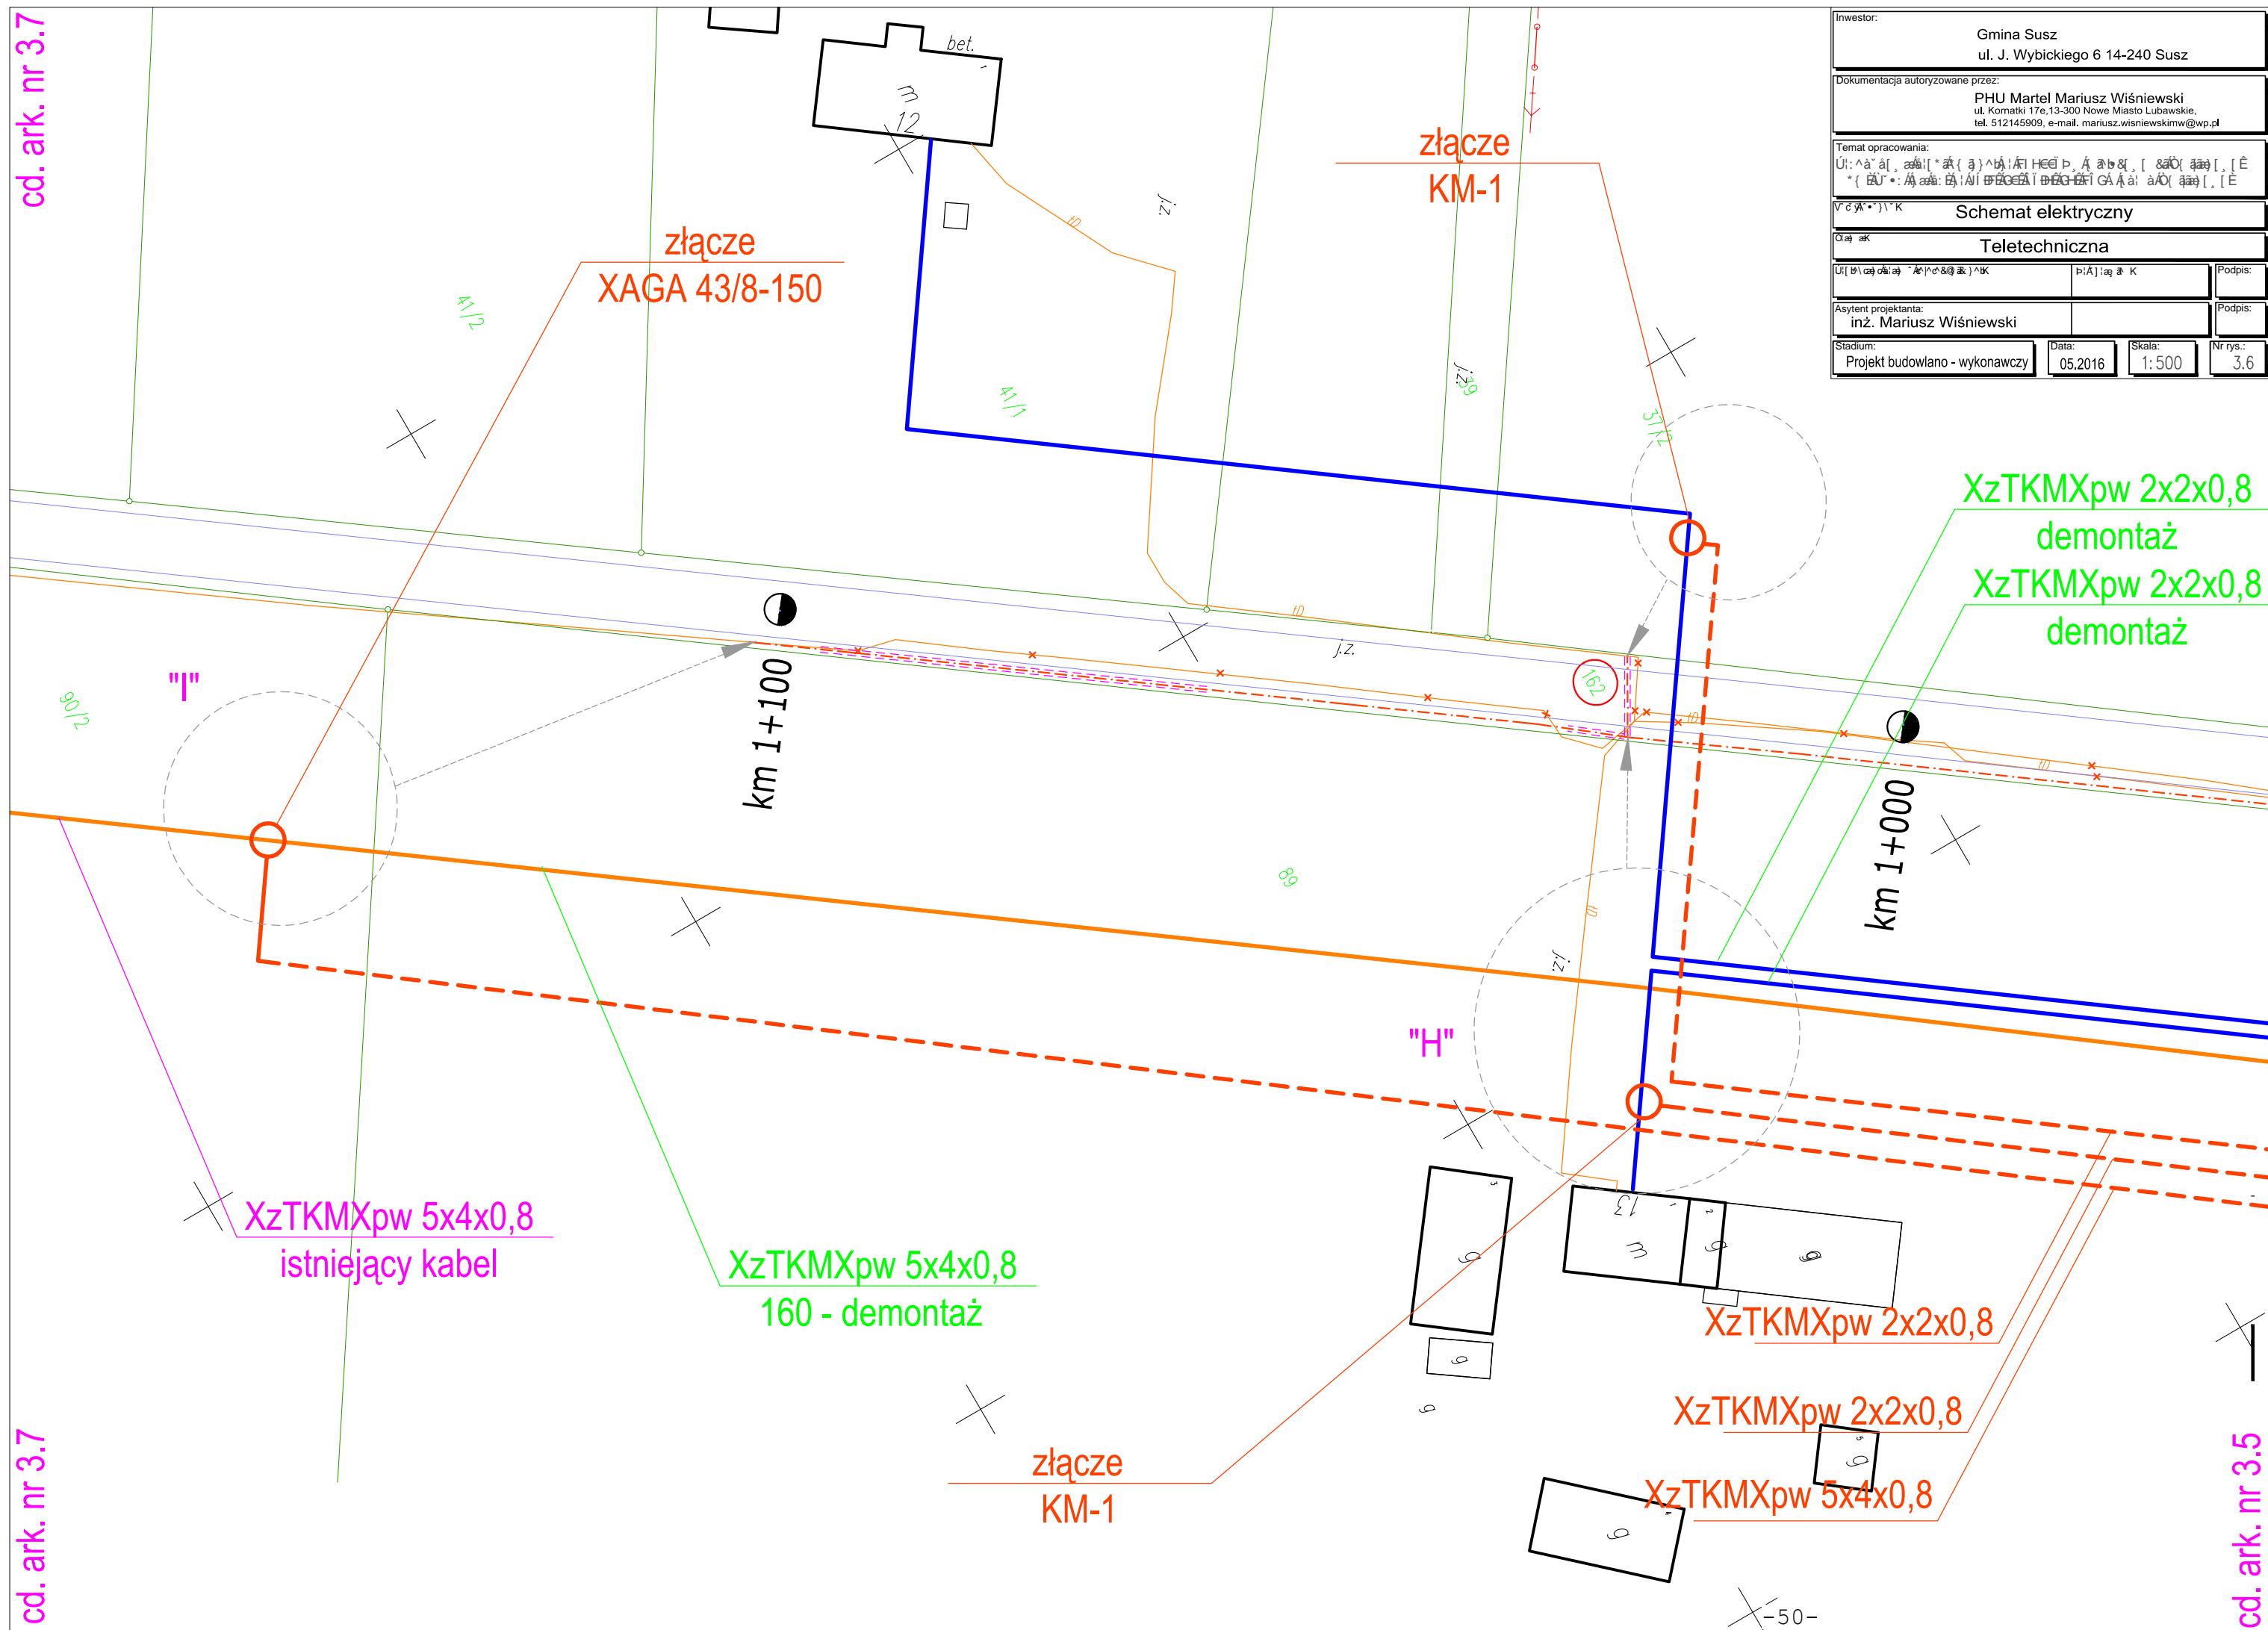 cd. ark. nr 3.7
Inwestor:
Gmina Susz
ul. J. Wybickiego 6 14-240 Susz
Dokumentacja autoryzowane przez:
PHU Martel Mariusz Wiśniewski
ul. Kornatki 17e,13-300 Nowe Miasto Lubawskie,
tel. 512145909, e-mail. mariusz.wisniewskimw@wp.pl
Temat opracowania:
Schemat elektryczny
Teletechniczna
Podpis:
Asytent projektanta:
inż. Mariusz Wiśniewski
Podpis:
Stadium:
Projekt budowlano - wykonawczy
Data:
05.2016
Skala:
1:500
Nr rys.:
3.6
bet.
m
12
złącze
KM-1
złącze
XAGA 43/8-150
j.z.
41/2
41/1
j.z.
39
37/2
XzTKMXpw 2x2x0,8
demontaż
XzTKMXpw 2x2x0,8
demontaż
j.z.
162
"I"
90/2
km 1+100
km 1+000
89
j.z.
"H"
XzTKMXpw 5x4x0,8
istniejący kabel
XzTKMXpw 5x4x0,8
160 - demontaż
13
m
g
g
g
g
g
XzTKMXpw 2x2x0,8
XzTKMXpw 2x2x0,8
XzTKMXpw 5x4x0,8
g
g
złącze
KM-1
-50-
cd. ark. nr 3.7
cd. ark. nr 3.5